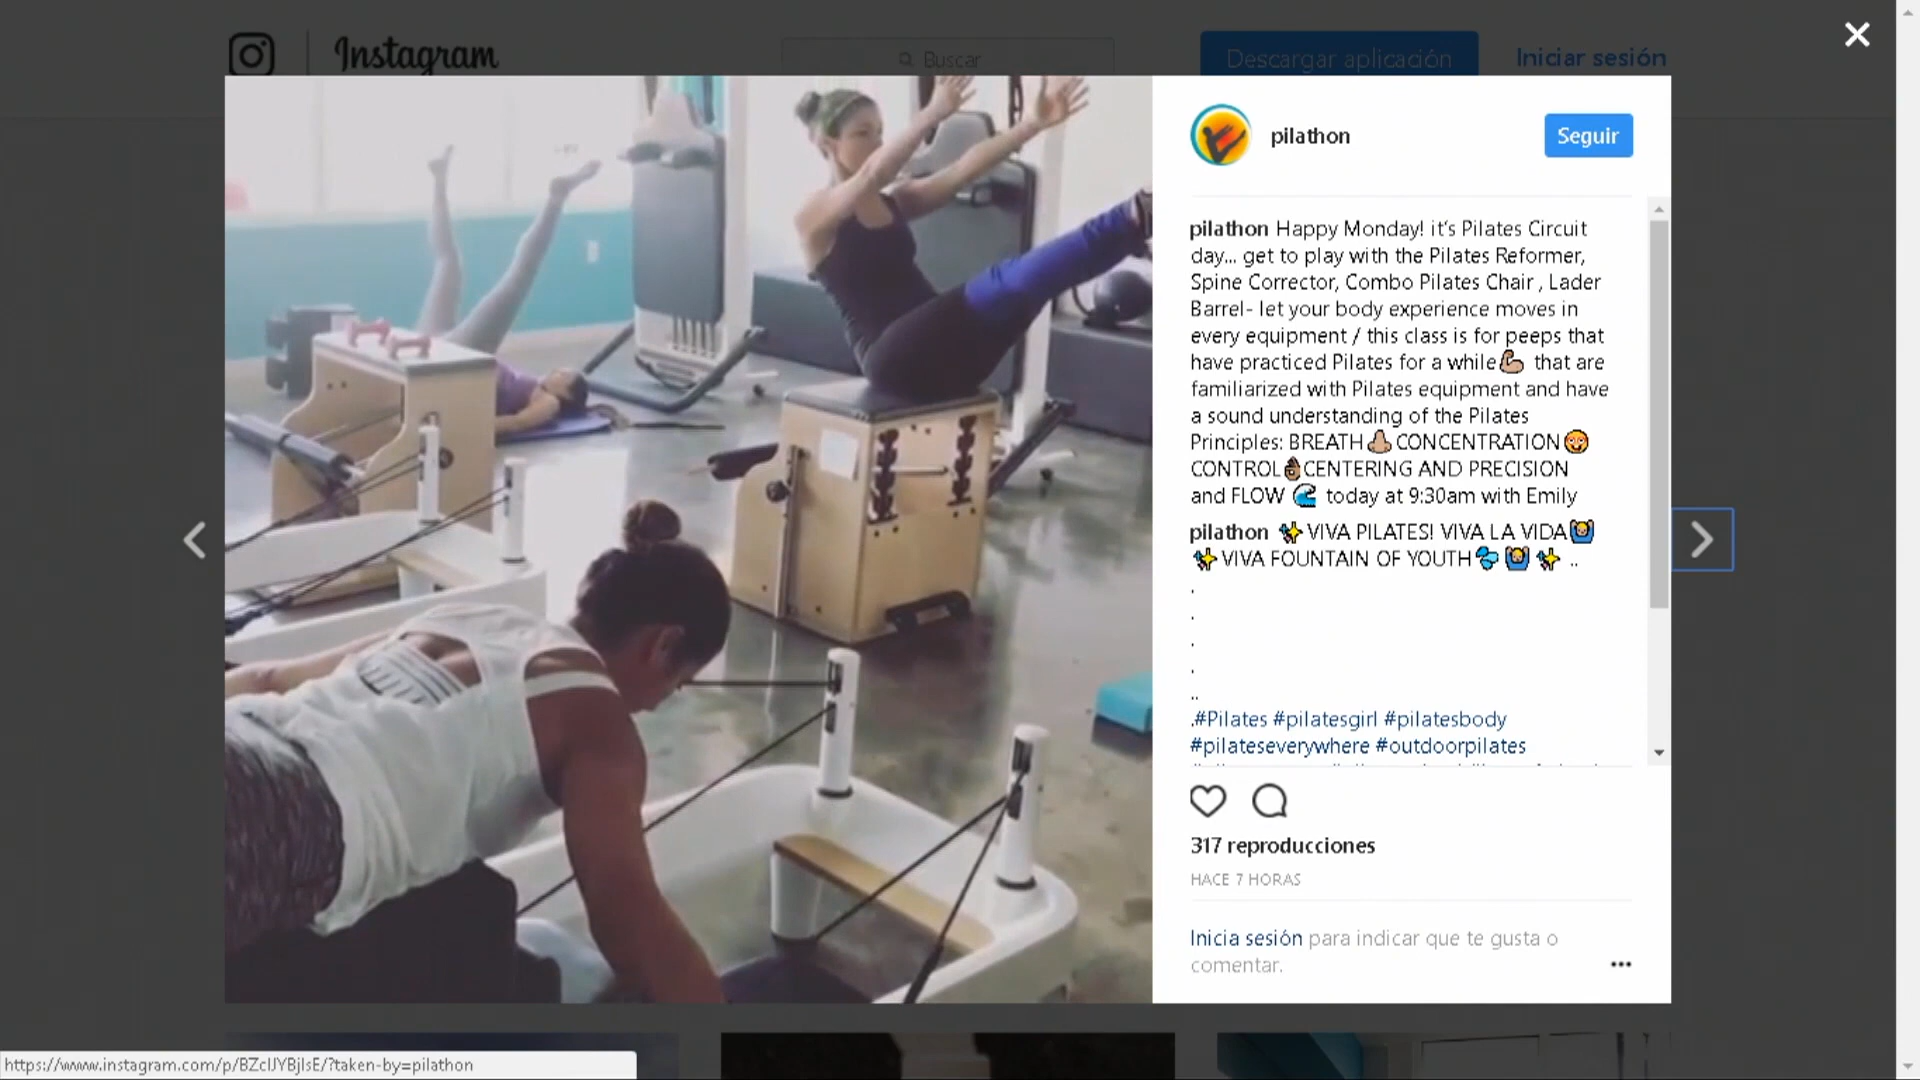 Instagram
Buscar
Descargar aplicación
Iniciar sesión
pilathon
Seguir
pilathon Happy Monday! it's Pilates Circuit
day... get to play with the Pilates Reformer,
Spine Corrector, Combo Pilates Chair , Lader
Barrel- let your body experience moves in
every equipment / this class is for peeps that
have practiced Pilates for a while💪🏼 that are
familiarized with Pilates equipment and have
a sound understanding of the Pilates
Principles: BREATH👃🏼CONCENTRATION
CONTROL👌🏽CENTERING AND PRECISION
and FLOW 🌊 today at 9:30am with Emily
pilathon ✨VIVA PILATES! VIVA LA VIDA🙆🏼
✨VIVA FOUNTAIN OF YOUTH💦🙆🏼✨ ..
.
.
.
.
..
.#Pilates #pilatesgirl #pilatesbody
#pilateseverywhere #outdoorpilates
317 reproducciones
HACE 7 HORAS
Inicia sesión para indicar que te gusta o
comentar.
https://www.instagram.com/p/BZclJYBjlsE/?taken-by=pilathon